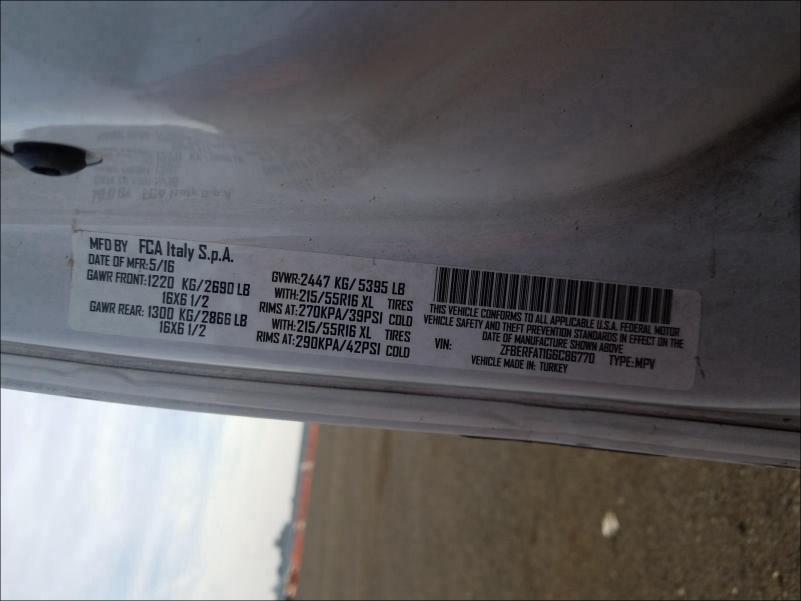 MFD BY FCA Italy S.p.A.
DATE OF MFR:5/16 GVWR:2447 KG/5395 LB
GAWR FRONT:1220 KG/2690 LB WITH:215/55R16 XL TIRES
16X6 1/2 RIMS AT:270KPA/39PSI COLD
GAWR REAR: 1300 KG/2866 LB WITH:215/55R16 XL TIRES
16X6 1/2 RIMS AT:290KPA/42PSI COLD
THIS VEHICLE CONFORMS TO ALL APPLICABLE U.S.A. FEDERAL MOTOR
VEHICLE SAFETY AND THEFT PREVENTION STANDARDS IN EFFECT ON THE
DATE OF MANUFACTURE SHOWN ABOVE
VIN: ZFBERFAT1G6C86770 TYPE:MPV
VEHICLE MADE IN: TURKEY